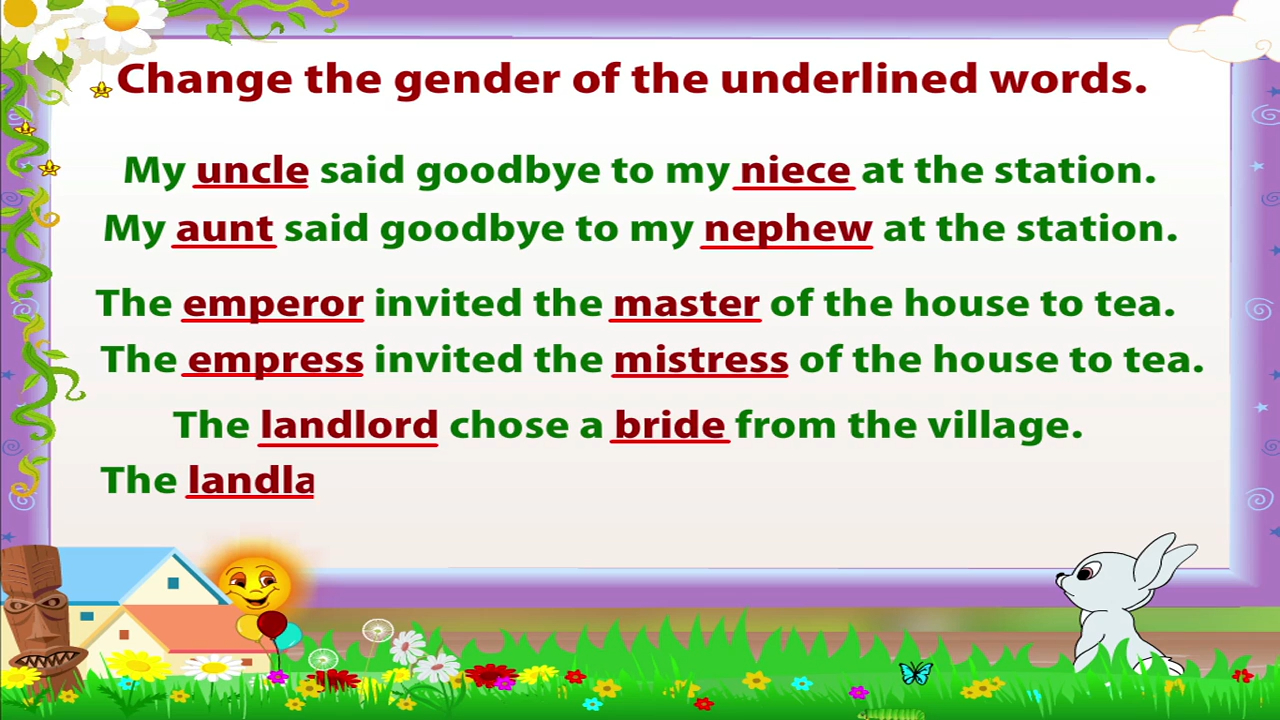 Change the gender of the underlined words.
My uncle said goodbye to my niece at the station.
My aunt said goodbye to my nephew at the station.
The emperor invited the master of the house to tea.
The empress invited the mistress of the house to tea.
The landlord chose a bride from the village.
The landla